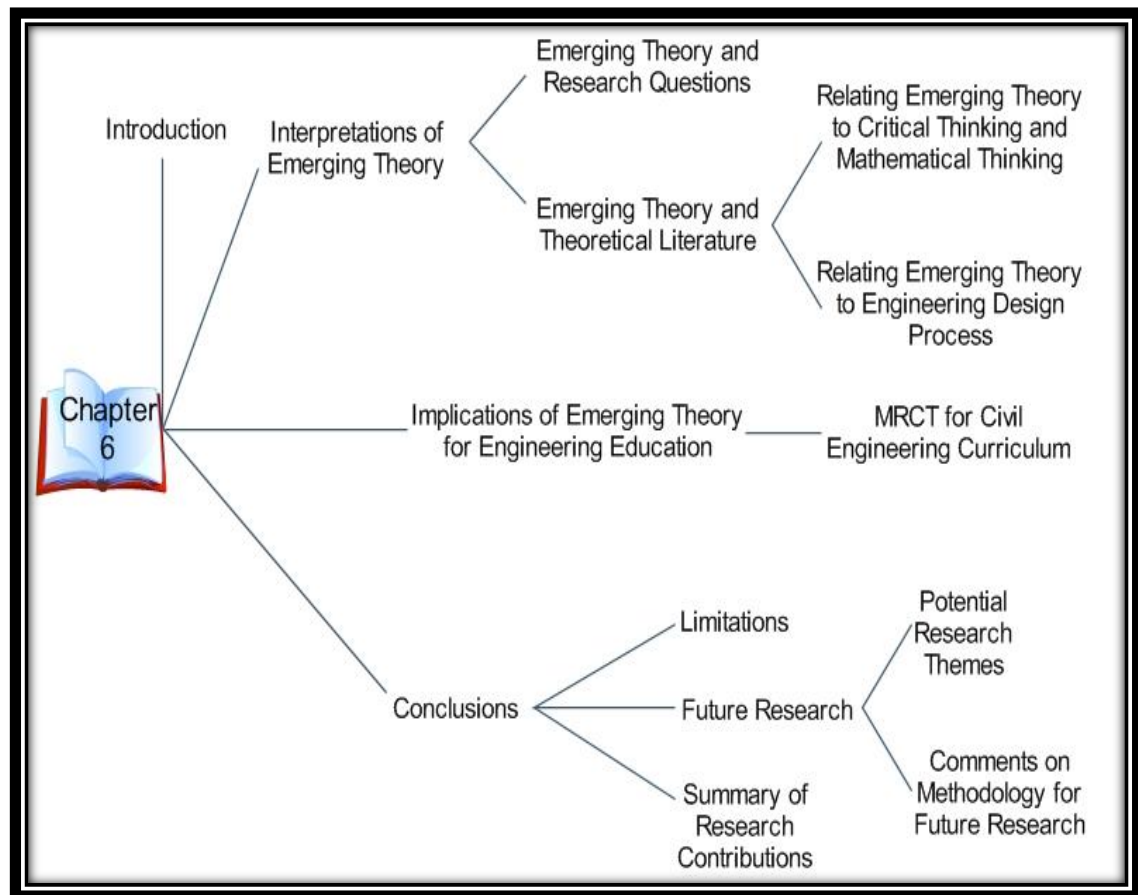 Chapter
6
Introduction
Interpretations of
Emerging Theory
Emerging Theory and
Research Questions
Emerging Theory and
Theoretical Literature
Relating Emerging Theory
to Critical Thinking and
Mathematical Thinking
Relating Emerging Theory
to Engineering Design
Process
Implications of Emerging Theory
for Engineering Education
MRCT for Civil
Engineering Curriculum
Conclusions
Limitations
Future Research
Potential
Research
Themes
Comments on
Methodology for
Future Research
Summary of
Research
Contributions